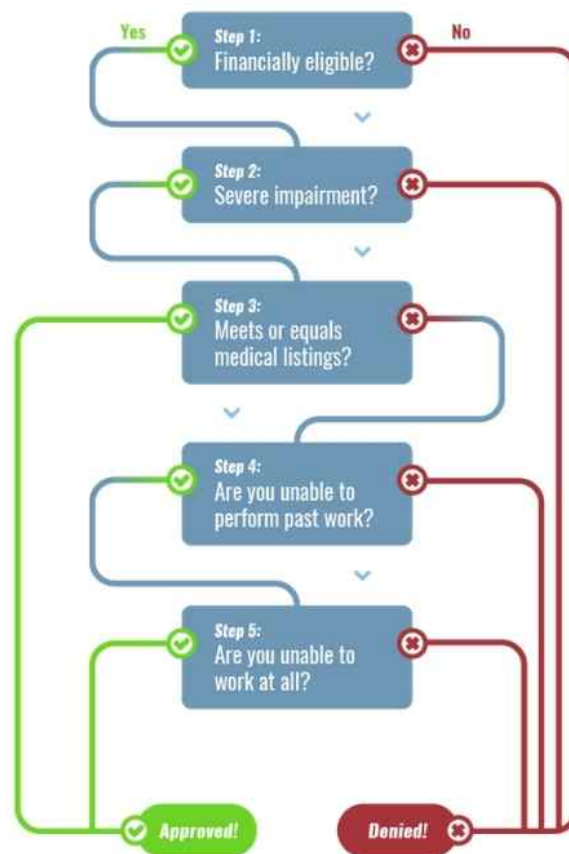 Yes
No
Step 1:
Financially eligible?
Step 2:
Severe impairment?
Step 3:
Meets or equals
medical listings?
Step 4:
Are you unable to
perform past work?
Step 5:
Are you unable to
work at all?
Approved!
Denied!